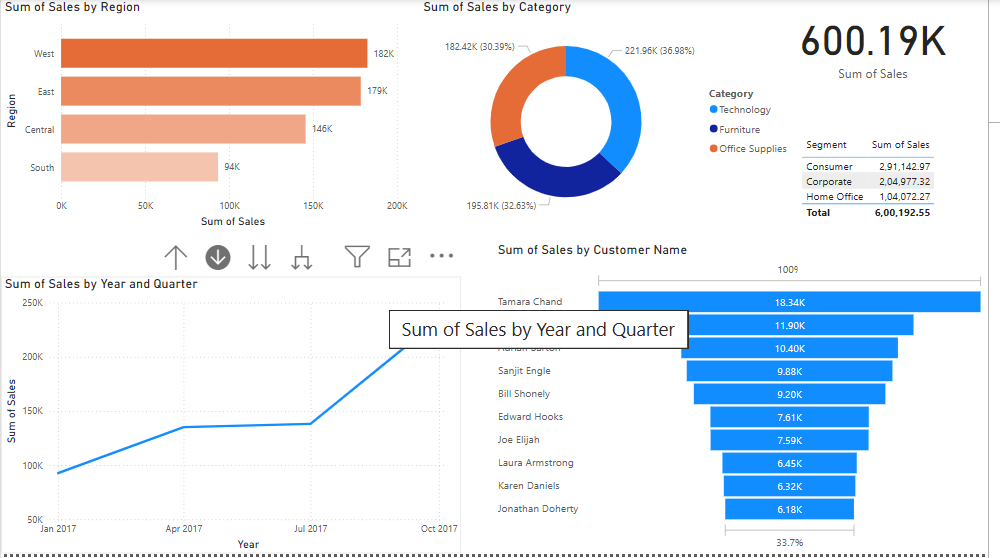 Sum of Sales by Region
Region
West
182K
East
179K
Central
146K
South
94K
0K 50K 100K 150K 200K
Sum of Sales
Sum of Sales by Category
182.42K (30.39%)
221.96K (36.98%)
195.81K (32.63%)
Category
Technology
Furniture
Office Supplies
600.19K
Sum of Sales
Segment Sum of Sales
Consumer 2,91,142.97
Corporate 2,04,977.32
Home Office 1,04,072.27
Total 6,00,192.55
Sum of Sales by Year and Quarter
Sum of Sales
250K
200K
150K
100K
50K
Jan 2017 Apr 2017 Jul 2017 Oct 2017
Year
Sum of Sales by Year and Quarter
Sum of Sales by Customer Name
100%
Tamara Chand 18.34K
11.90K
10.40K
Sanjit Engle 9.88K
Bill Shonely 9.20K
Edward Hooks 7.61K
Joe Elijah 7.59K
Laura Armstrong 6.45K
Karen Daniels 6.32K
Jonathan Doherty 6.18K
33.7%